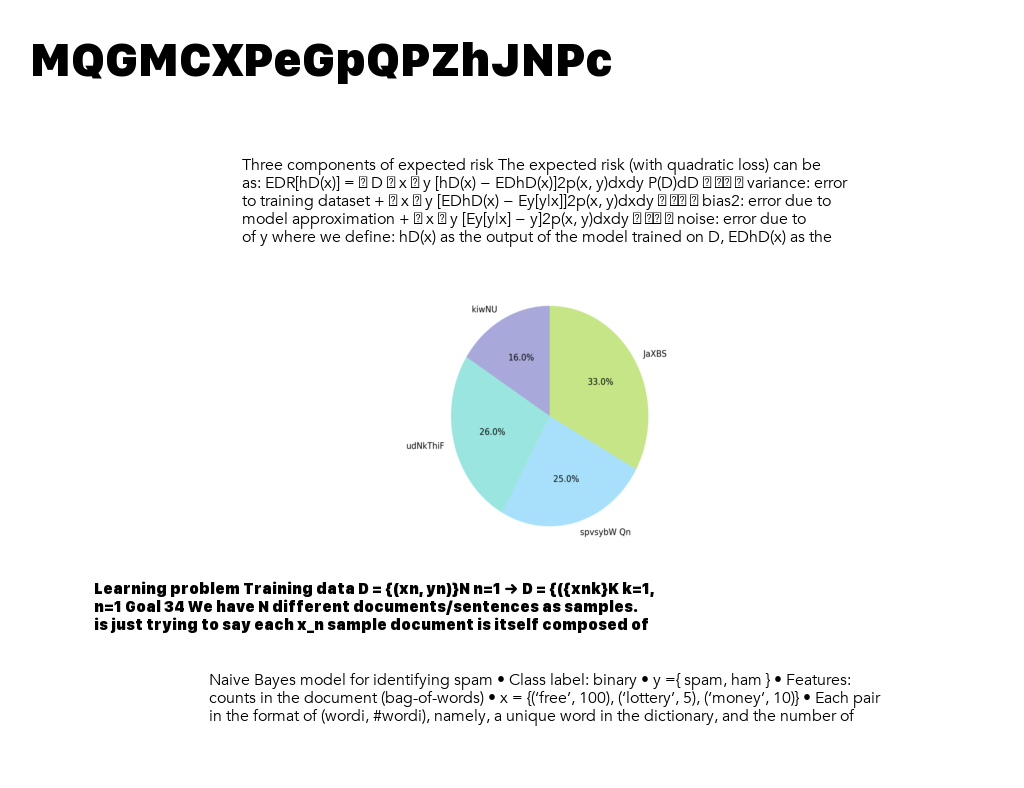 MQGMCXPeGpQPZhJNPc
Three components of expected risk The expected risk (with quadratic loss) can be
as: EDR[hD(x)] = D x y [hD(x) − EDhD(x)]2p(x, y)dxdy P(D)dD variance: error
to training dataset + x y [EDhD(x) − Ey[y|x]]2p(x, y)dxdy bias2: error due to
model approximation + x y [Ey[y|x] − y]2p(x, y)dxdy noise: error due to
of y where we define: hD(x) as the output of the model trained on D, EDhD(x) as the
kiwNU
JaXBS
16.0%
33.0%
26.0%
udNkThiF
25.0%
spvsybW Qn
Learning problem Training data D = {(xn, yn)}N n=1 → D = {({xnk}K k=1,
n=1 Goal 34 We have N different documents/sentences as samples.
is just trying to say each x_n sample document is itself composed of
Naive Bayes model for identifying spam • Class label: binary • y ={ spam, ham } • Features:
counts in the document (bag-of-words) • x = {(‘free’, 100), (‘lottery’, 5), (‘money’, 10)} • Each pair
in the format of (wordi, #wordi), namely, a unique word in the dictionary, and the number of